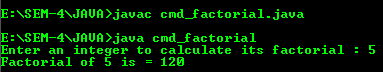 E:\SEM-4\JAVA>javac cmd_factorial.java
E:\SEM-4\JAVA>java cmd_factorial
Enter an integer to calculate its factorial : 5
Factorial of 5 is = 120